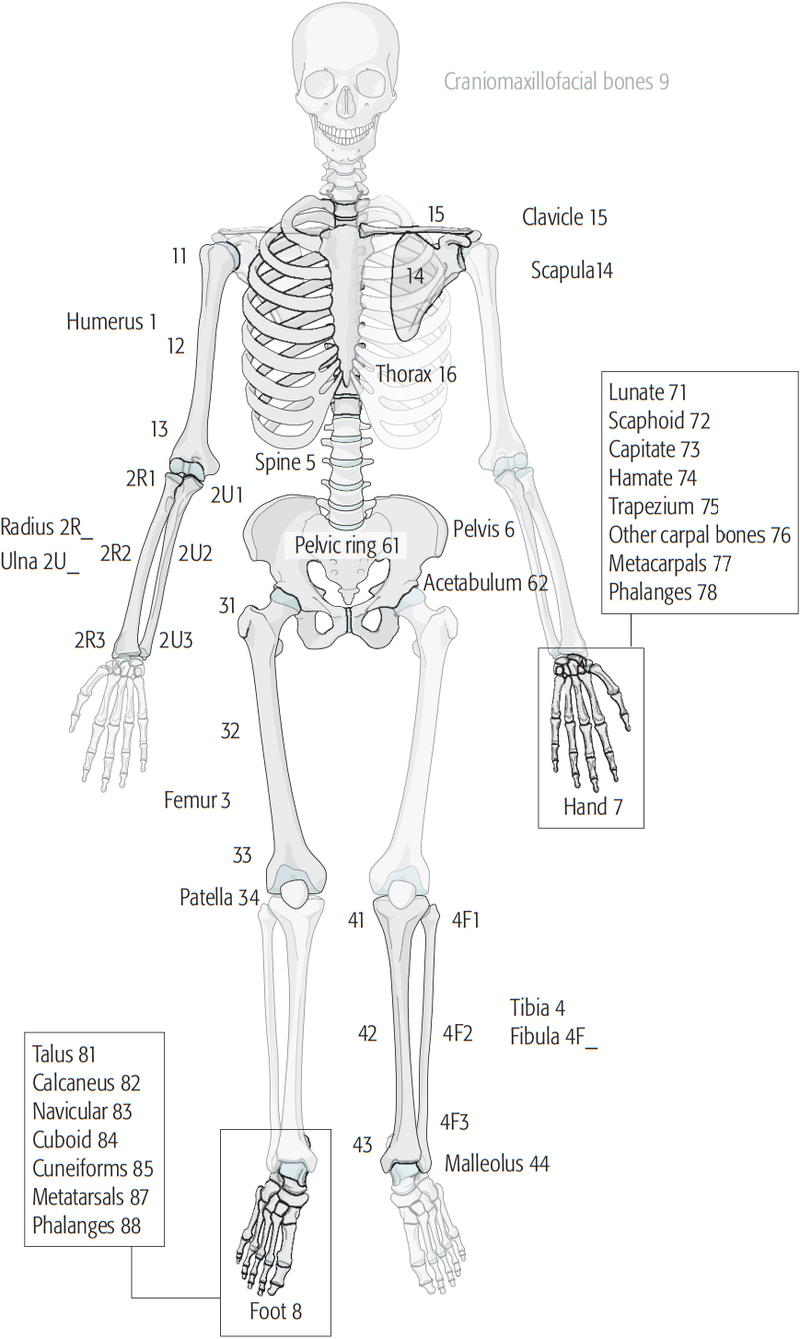 Craniomaxillofacial bones 9
15
Clavicle 15
11
14
Scapula14
Humerus 1
12
Thorax 16
13
Spine 5
2R1
2U1
Lunate 71
Scaphoid 72
Capitate 73
Hamate 74
Trapezium 75
Other carpal bones 76
Metacarpals 77
Phalanges 78
Radius 2R_
Ulna 2U_
2R2
2U2
Pelvic ring 61
Pelvis 6
Acetabulum 62
31
2R3
2U3
32
Femur 3
Hand 7
33
Patella 34
41
4F1
Tibia 4
Fibula 4F_
42
4F2
4F3
43
Malleolus 44
Talus 81
Calcaneus 82
Navicular 83
Cuboid 84
Cuneiforms 85
Metatarsals 87
Phalanges 88
Foot 8